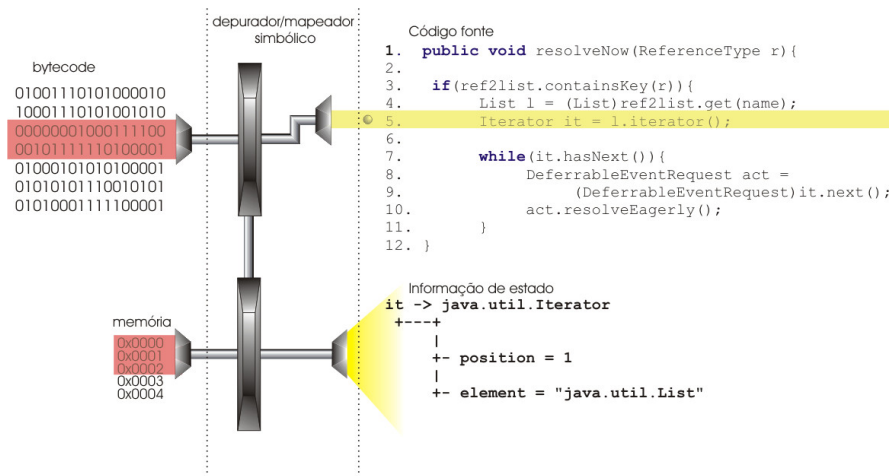 depurador/mapeador
simbólico
bytecode
01001110101000010
10001110101001010
00000001000111100
00101111110100001
01000101010100001
01010101110010101
01010001111100001
Código fonte
1. public void resolveNow(ReferenceType r){
2.
3. if(ref2list.containsKey(r)){
4. List l = (List)ref2list.get(name);
5. Iterator it = l.iterator();
6.
7. while(it.hasNext()){
8. DeferrableEventRequest act =
9. (DeferrableEventRequest)it.next();
10. act.resolveEagerly();
11. }
12. }
memória
0x0000
0x0001
0x0002
0x0003
0x0004
Informação de estado
it -> java.util.Iterator
+---+
|
+- position = 1
|
+- element = "java.util.List"